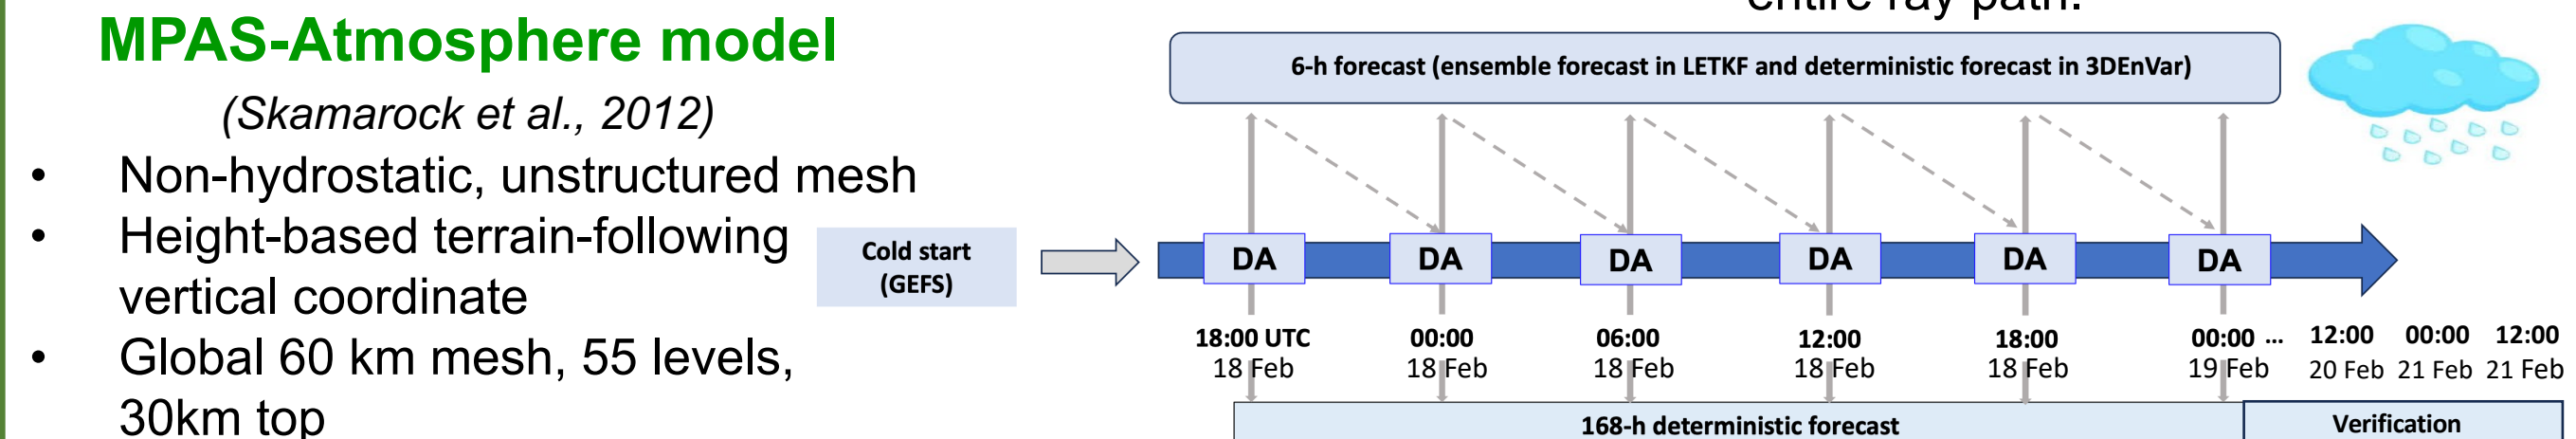 MPAS-Atmosphere model
(Skamarock et al., 2012)
• Non-hydrostatic, unstructured mesh
• Height-based terrain-following
vertical coordinate
• Global 60 km mesh, 55 levels,
30km top
entire ray path.
6-h forecast (ensemble forecast in LETKF and deterministic forecast in 3DEnVar)
Cold start
(GEFS)
DA DA DA DA DA DA
18:00 UTC 00:00 06:00 12:00 18:00 00:00 ... 12:00 00:00 12:00
18 Feb 18 Feb 18 Feb 18 Feb 18 Feb 19 Feb 20 Feb 21 Feb 21 Feb
168-h deterministic forecast
Verification